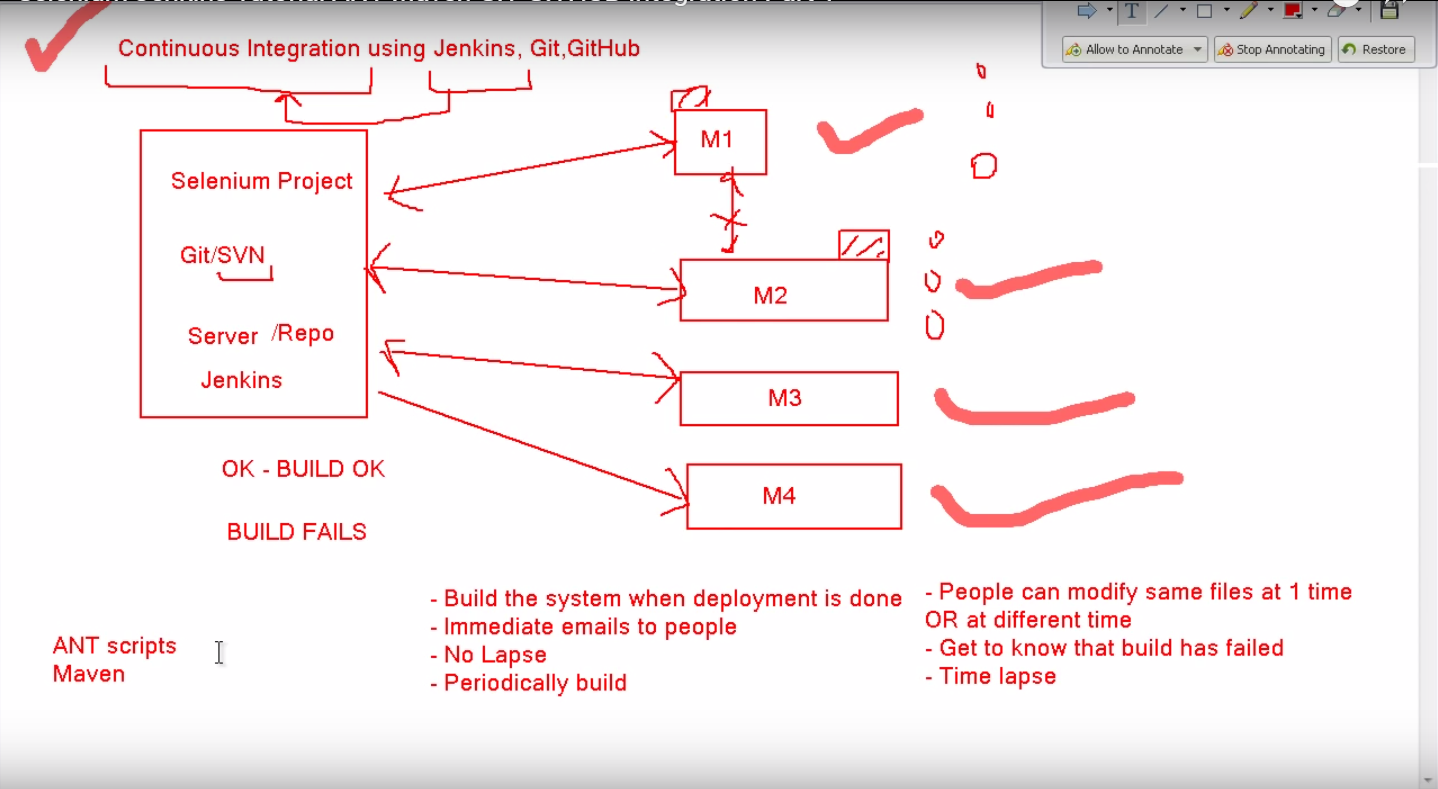 Continuous Integration using Jenkins, Git,GitHub
Allow to Annotate
Stop Annotating
Restore
T
Selenium Project
Git/SVN
Server /Repo
Jenkins
M1
M2
M3
M4
OK - BUILD OK
BUILD FAILS
ANT scripts
Maven
- Build the system when deployment is done
- Immediate emails to people
- No Lapse
- Periodically build
- People can modify same files at 1 time
OR at different time
- Get to know that build has failed
- Time lapse